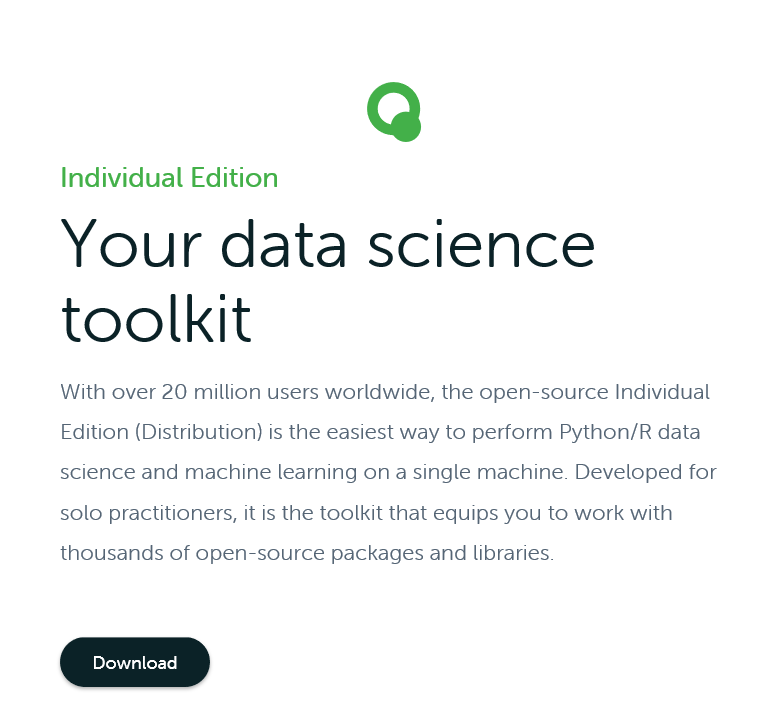 Individual Edition
Your data science
toolkit
With over 20 million users worldwide, the open-source Individual
Edition (Distribution) is the easiest way to perform Python/R data
science and machine learning on a single machine. Developed for
solo practitioners, it is the toolkit that equips you to work with
thousands of open-source packages and libraries.
Download